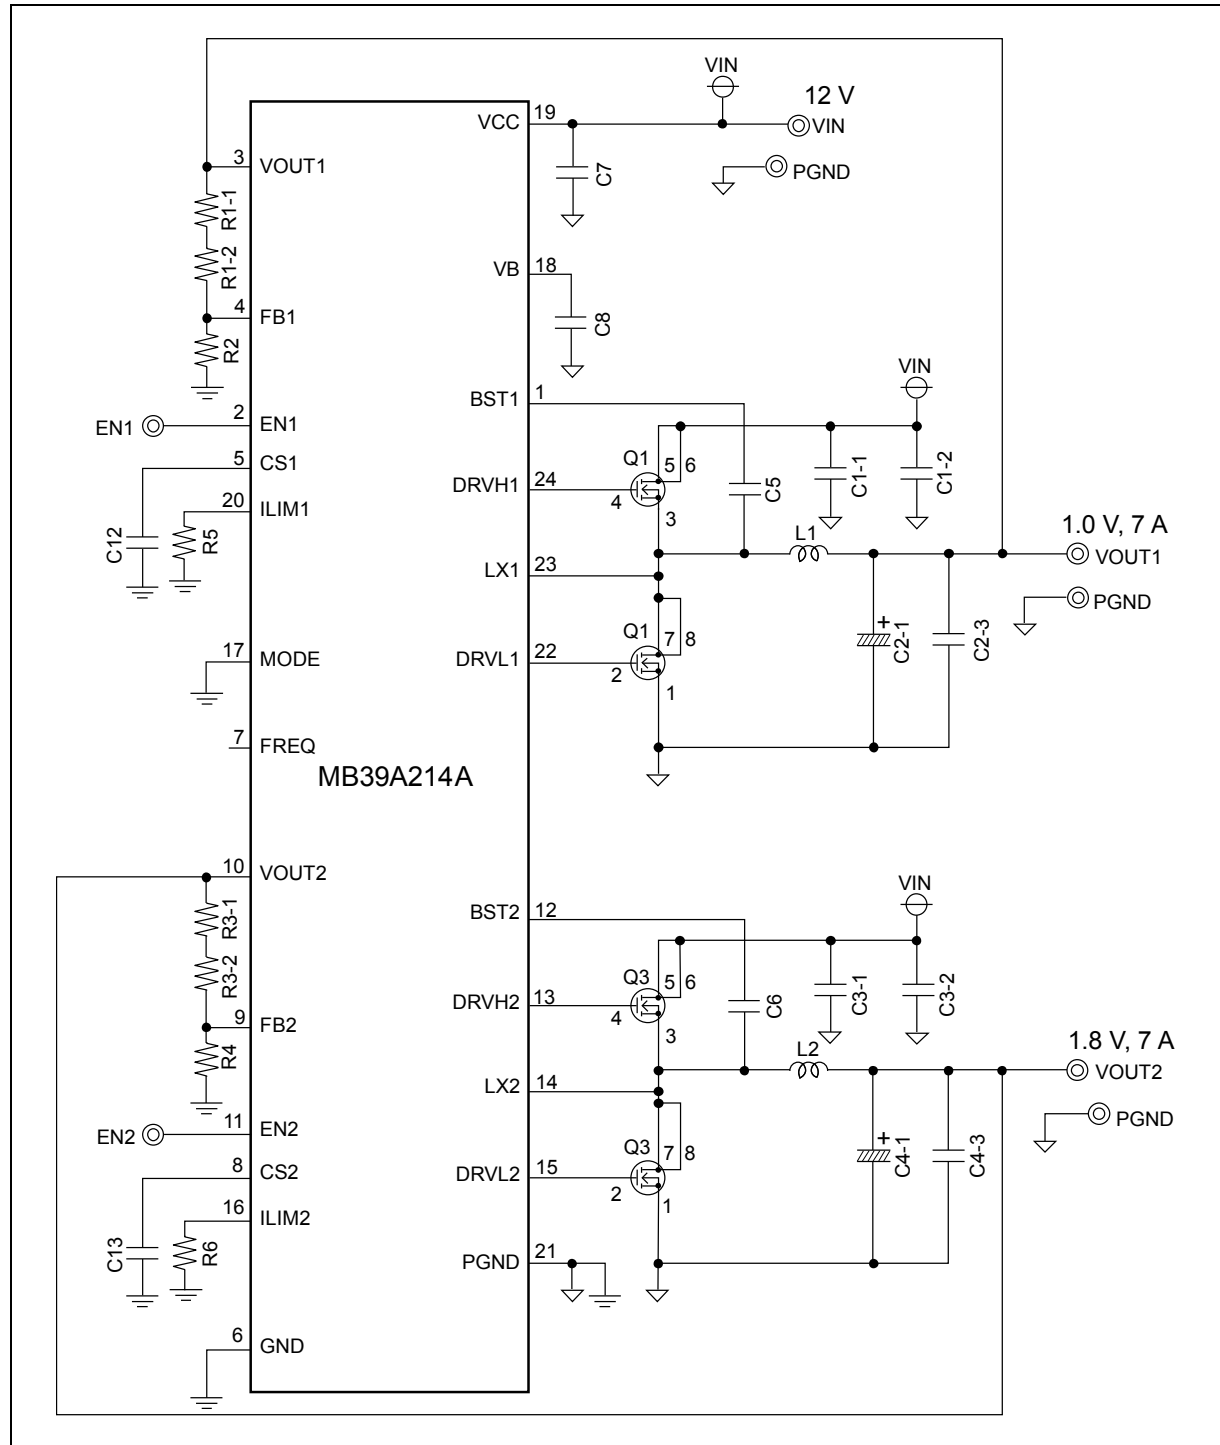 VIN
12 V
VCC
19
VIN
C7
PGND
3
VOUT1
R1-1
R1-2
VB
18
C8
4
FB1
R2
VIN
BST1
1
2
EN1
EN1
5
CS1
Q1
5
6
C5
C1-1
C1-2
DRVH1
24
4
3
20
ILIM1
C12
R5
1.0 V, 7 A
L1
VOUT1
LX1
23
PGND
Q1
7
8
C2-1
+
C2-3
17
MODE
DRVL1
22
2
1
7
FREQ
MB39A214A
10
VOUT2
R3-1
R3-2
VIN
BST2
12
Q3
5
6
C6
C3-1
C3-2
DRVH2
13
4
3
9
FB2
R4
1.8 V, 7 A
L2
VOUT2
LX2
14
11
EN2
EN2
PGND
Q3
7
8
C4-1
+
C4-3
8
CS2
DRVL2
15
2
1
16
ILIM2
C13
R6
PGND
21
6
GND